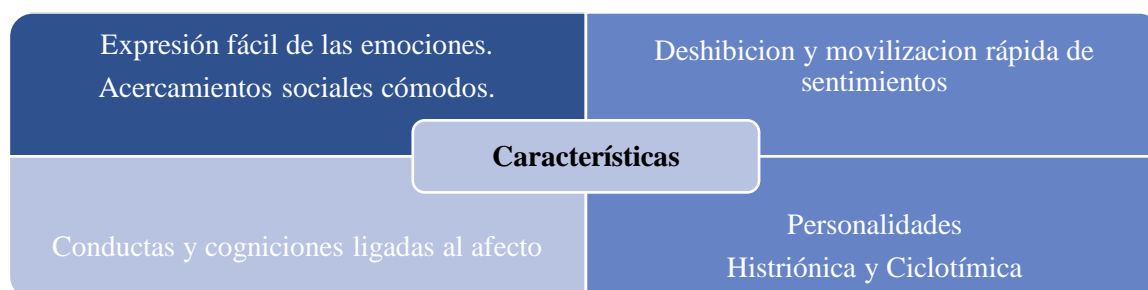 Expresión fácil de las emociones.
Acercamientos sociales cómodos.
Deshibicion y movilizacion rápida de
sentimientos
Características
Conductas y cogniciones ligadas al afecto
Personalidades
Histriónica y Ciclotímica